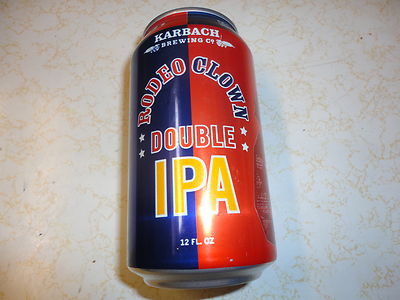 KARBACH
BREWING Co
RODEO CLOWN
DOUBLE
IPA
12 FL. OZ